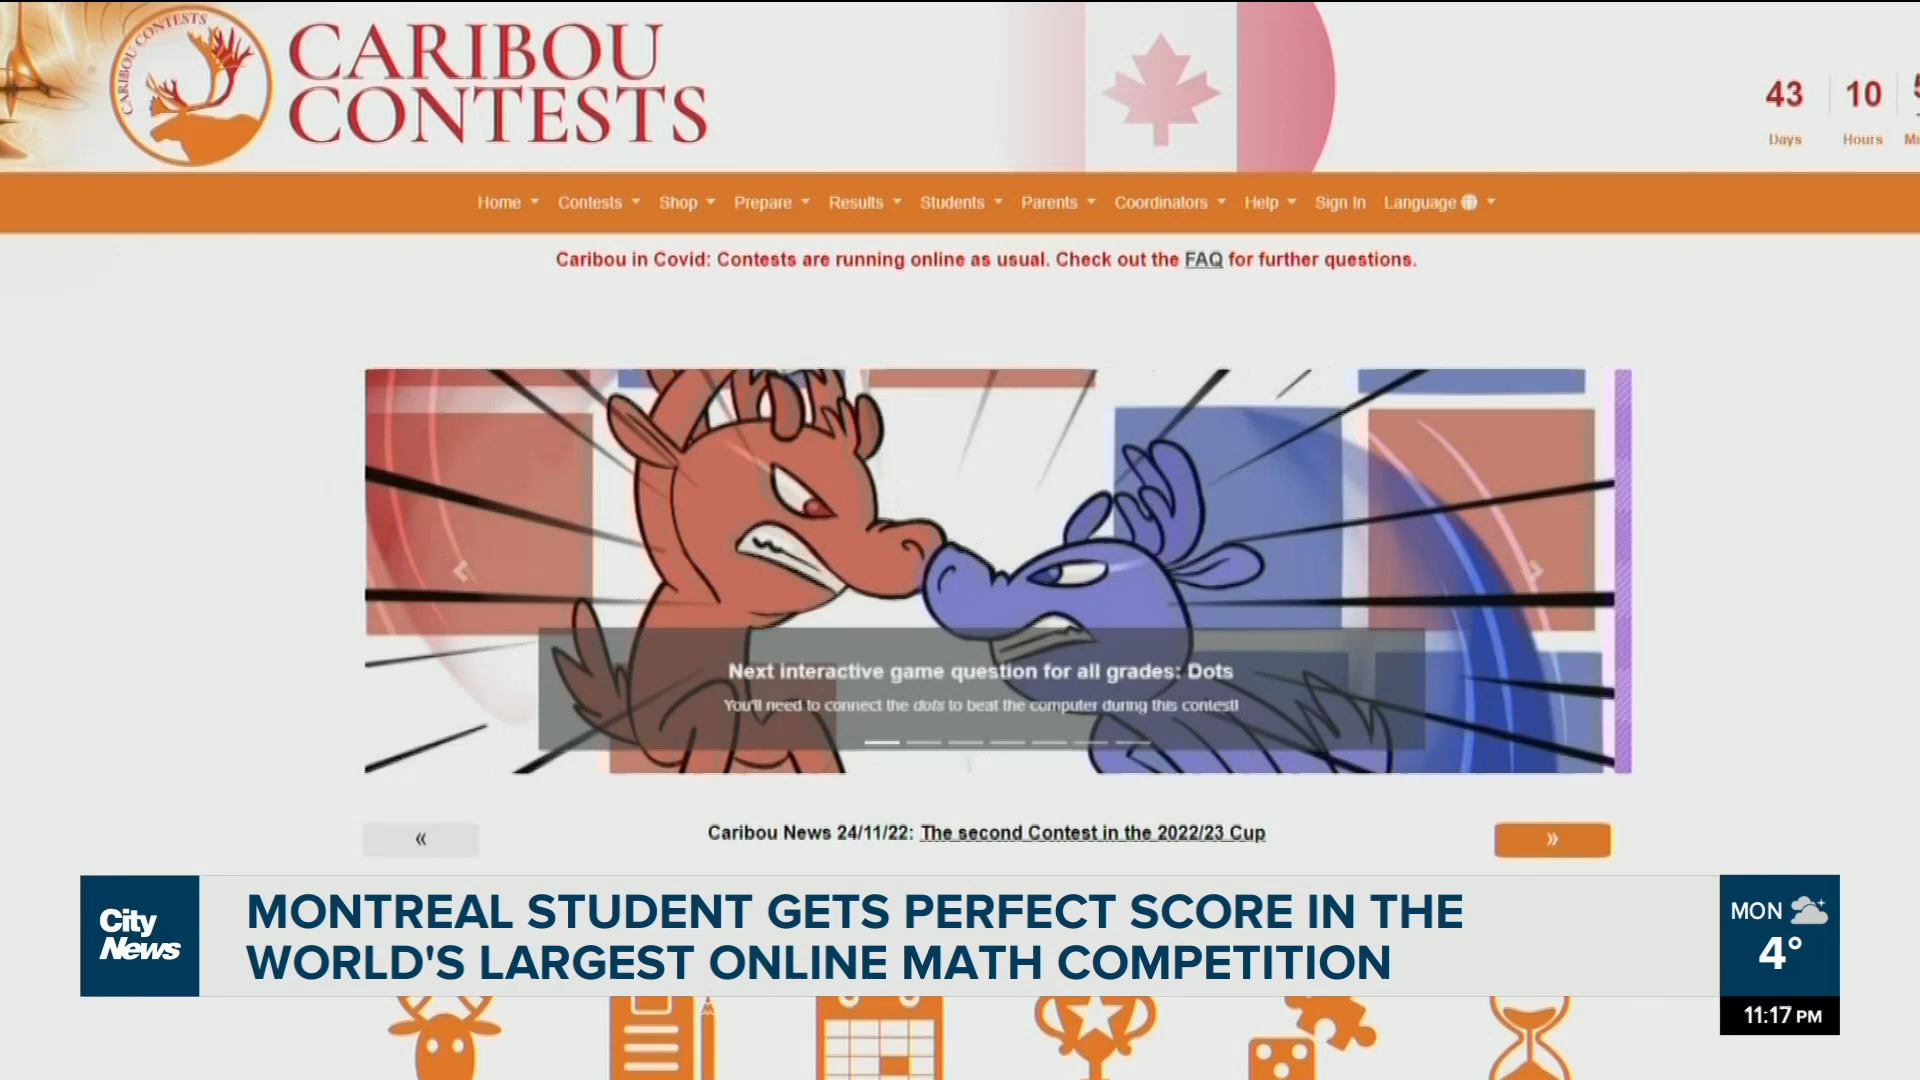 CARIBOU CONTESTS
CARIBOU
CONTESTS
43
Days
10
Hours
Home
Contests
Shop
Prepare
Results
Students
Parents
Coordinators
Help
Sign In
Language
Caribou in Covid: Contests are running online as usual. Check out the FAQ for further questions.
Next interactive game question for all grades: Dots
You'll need to connect the dots to beat the computer during this contest!
«
Caribou News 24/11/22: The second Contest in the 2022/23 Cup
»
City
News
MONTREAL STUDENT GETS PERFECT SCORE IN THE
WORLD'S LARGEST ONLINE MATH COMPETITION
MON
4°
11:17 PM